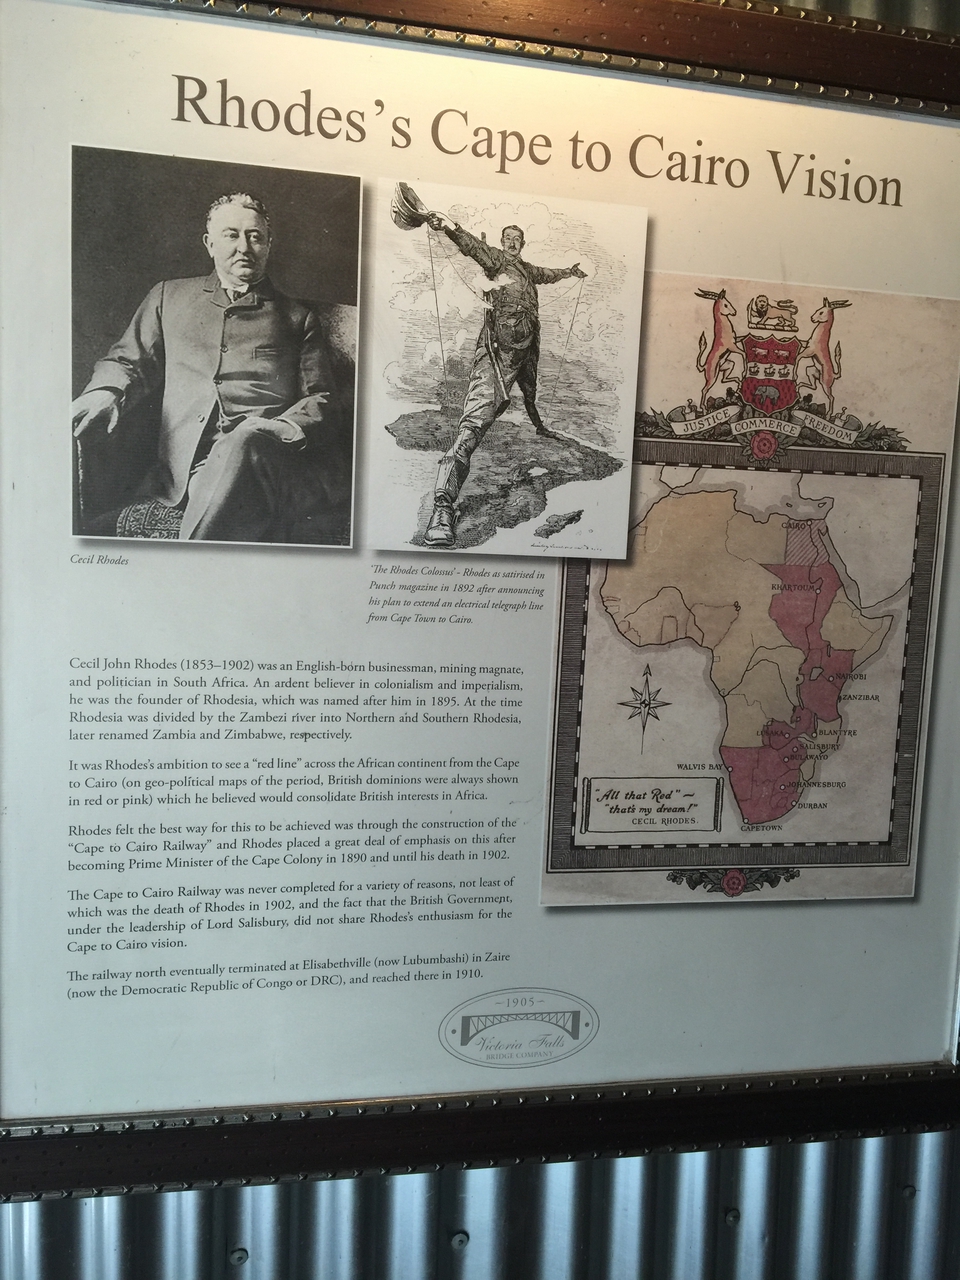 Rhodes's Cape to Cairo Vision
Cecil Rhodes
'The Rhodes Colossus' - Rhodes as satirised in
Punch magazine in 1892 after announcing
his plan to extend an electrical telegraph line
from Cape Town to Cairo.
JUSTICE COMMERCE FREEDOM
CAIRO
KHARTOUM
NAIROBI
ZANZIBAR
LUSAKA
BLANTYRE
SALISBURY
BULAWAYO
WALVIS BAY
JOHANNESBURG
DURBAN
CAPETOWN
"All that Red" ~
"that's my dream!"
CECIL RHODES.
Cecil John Rhodes (1853–1902) was an English-born businessman, mining magnate,
and politician in South Africa. An ardent believer in colonialism and imperialism,
he was the founder of Rhodesia, which was named after him in 1895. At the time
Rhodesia was divided by the Zambezi river into Northern and Southern Rhodesia,
later renamed Zambia and Zimbabwe, respectively.
It was Rhodes's ambition to see a "red line" across the African continent from the Cape
to Cairo (on geo-political maps of the period, British dominions were always shown
in red or pink) which he believed would consolidate British interests in Africa.
Rhodes felt the best way for this to be achieved was through the construction of the
"Cape to Cairo Railway" and Rhodes placed a great deal of emphasis on this after
becoming Prime Minister of the Cape Colony in 1890 and until his death in 1902.
The Cape to Cairo Railway was never completed for a variety of reasons, not least of
which was the death of Rhodes in 1902, and the fact that the British Government,
under the leadership of Lord Salisbury, did not share Rhodes's enthusiasm for the
Cape to Cairo vision.
The railway north eventually terminated at Elisabethville (now Lubumbashi) in Zaire
(now the Democratic Republic of Congo or DRC), and reached there in 1910.
–1905–
Victoria Falls
BRIDGE COMPANY